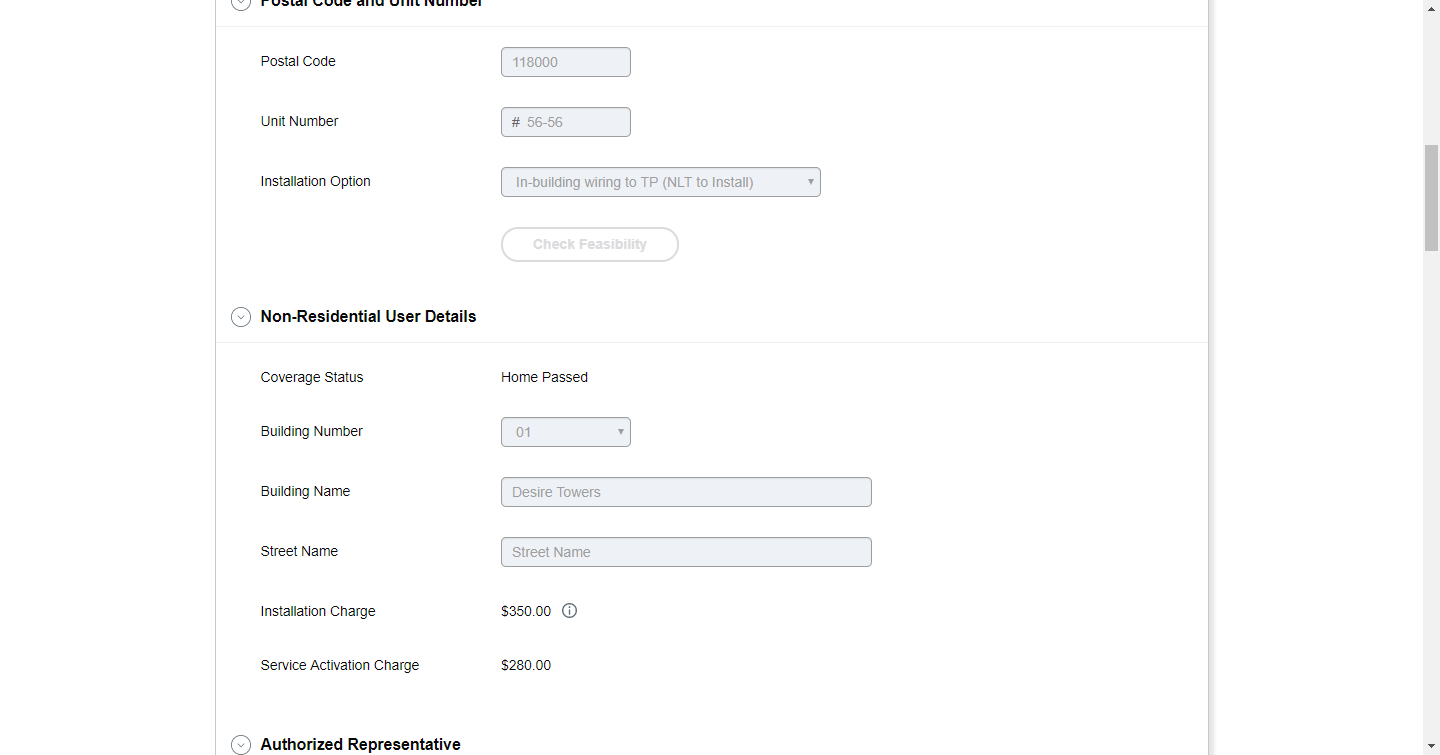 Postal Code and Unit Number
Postal Code 118000
Unit Number # 56-56
Installation Option In-building wiring to TP (NLT to Install)
Check Feasibility
Non-Residential User Details
Coverage Status Home Passed
Building Number 01
Building Name Desire Towers
Street Name Street Name
Installation Charge $350.00
Service Activation Charge $280.00
Authorized Representative